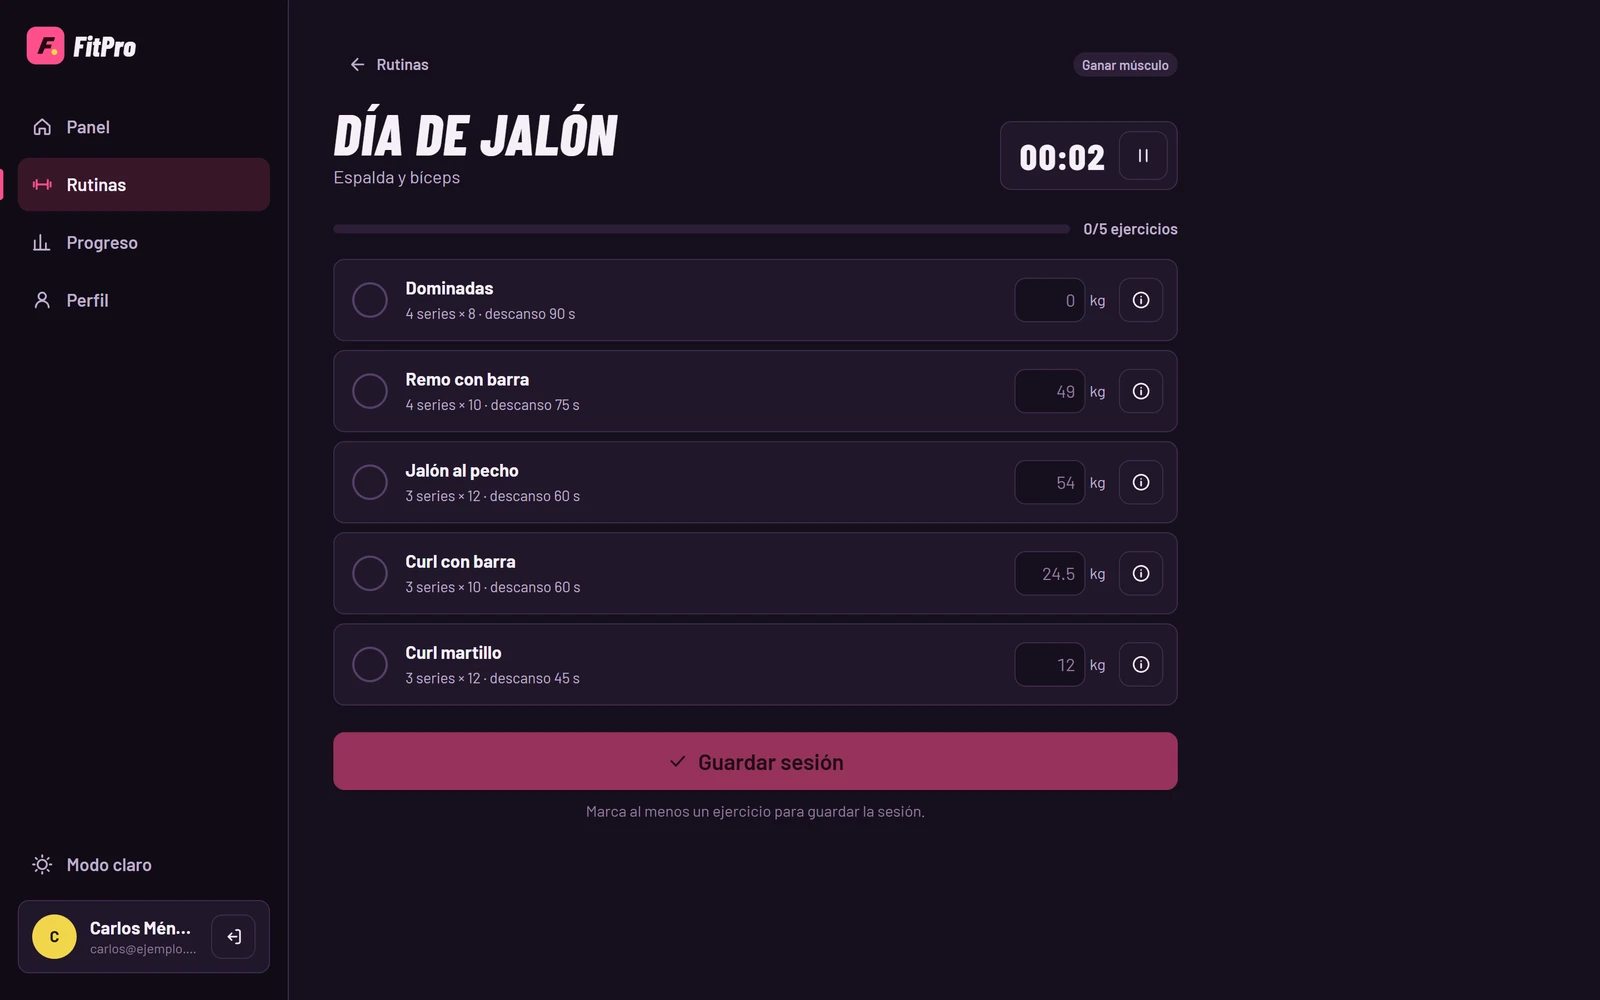 FitPro
Panel
Rutinas
Progreso
Perfil
Modo claro
C
Carlos Mén...
carlos@ejemplo....
Rutinas
Ganar músculo
DÍA DE JALÓN
Espalda y bíceps
00:02
0/5 ejercicios
Dominadas
4 series × 8 · descanso 90 s
0 kg
Remo con barra
4 series × 10 · descanso 75 s
49 kg
Jalón al pecho
3 series × 12 · descanso 60 s
54 kg
Curl con barra
3 series × 10 · descanso 60 s
24.5 kg
Curl martillo
3 series × 12 · descanso 45 s
12 kg
Guardar sesión
Marca al menos un ejercicio para guardar la sesión.